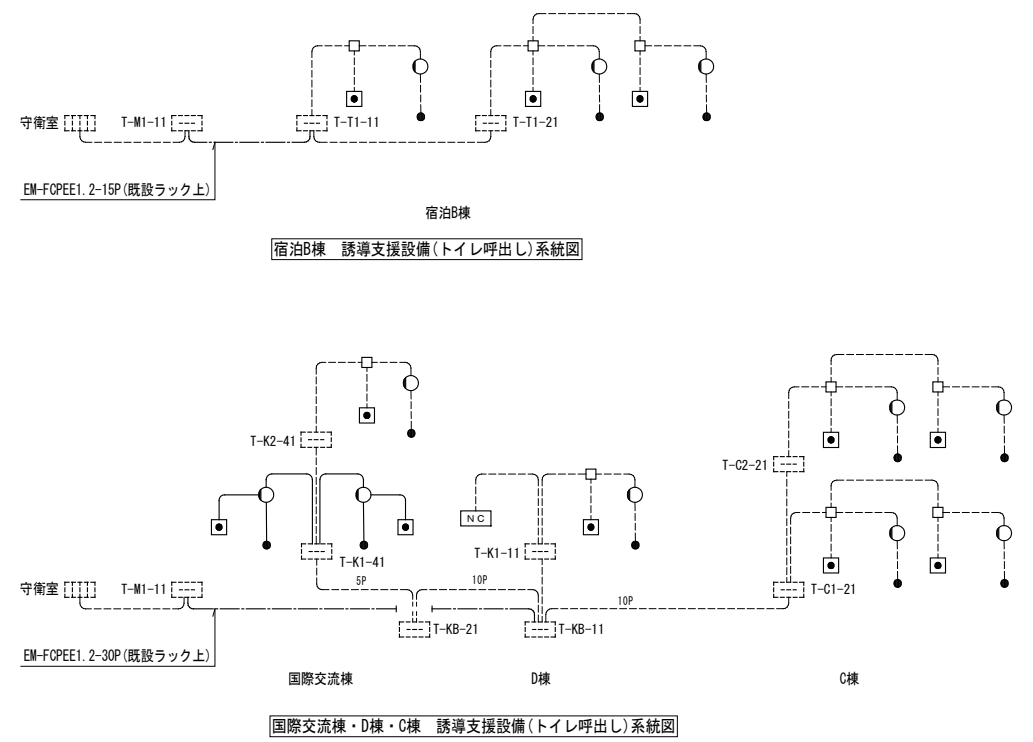 守衛室
T-M1-11
T-T1-11
T-T1-21
EM-FCPEE1.2-15P(既設ラック上)
宿泊B棟
宿泊B棟　誘導支援設備(トイレ呼出し)系統図
T-K2-41
T-C2-21
NC
T-K1-41
T-K1-11
5P
10P
守衛室
T-M1-11
T-C1-21
10P
T-KB-21
T-KB-11
EM-FCPEE1.2-30P(既設ラック上)
国際交流棟
D棟
C棟
国際交流棟・D棟・C棟　誘導支援設備(トイレ呼出し)系統図